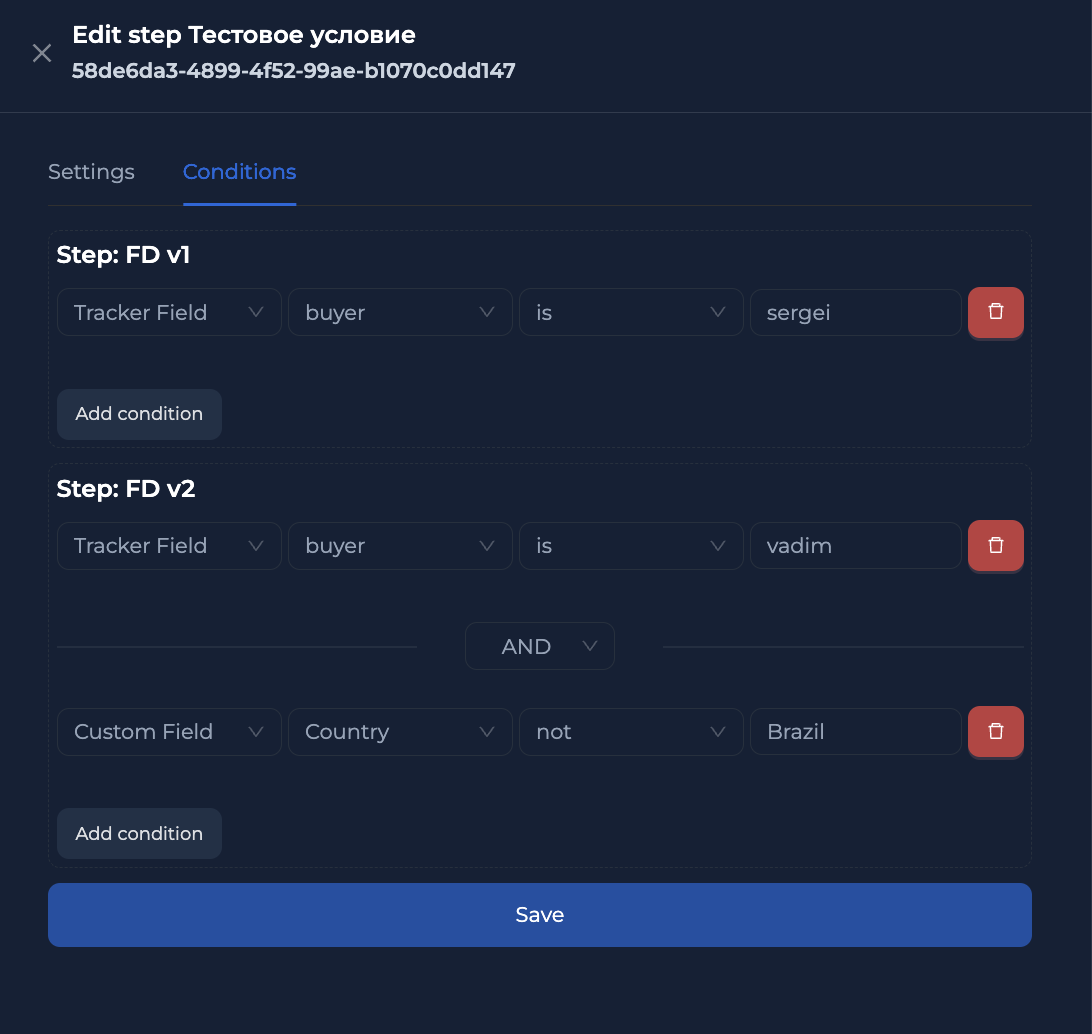 Edit step Тестовое условие
58de6da3-4899-4f52-99ae-b1070c0dd147
Settings Conditions
Step: FD v1
Tracker Field buyer is sergei
Add condition
Step: FD v2
Tracker Field buyer is vadim
AND
Custom Field Country not Brazil
Add condition
Save